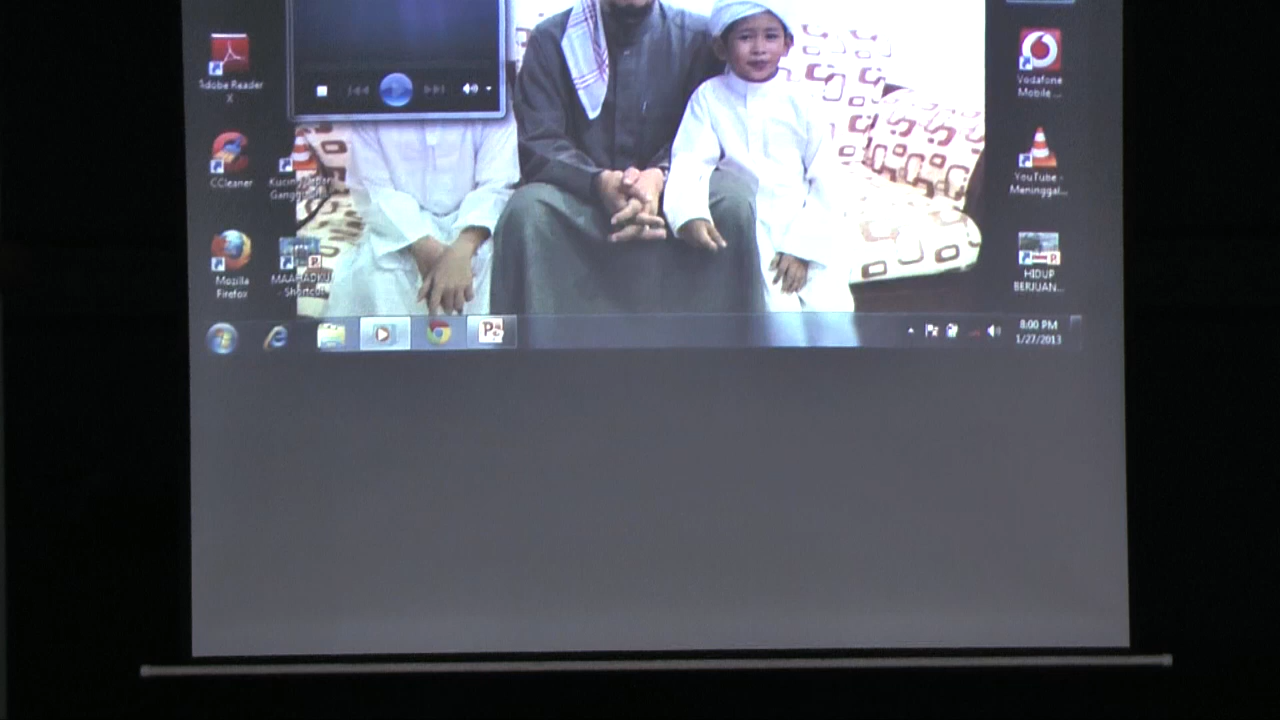 Adobe Reader
X
CCleaner
Mozilla
Firefox
- Shortcut
Vodafone
Mobile ...
YouTube -
Meninggal...
HIDUP
BERJUAN...
8:00 PM
1/27/2013